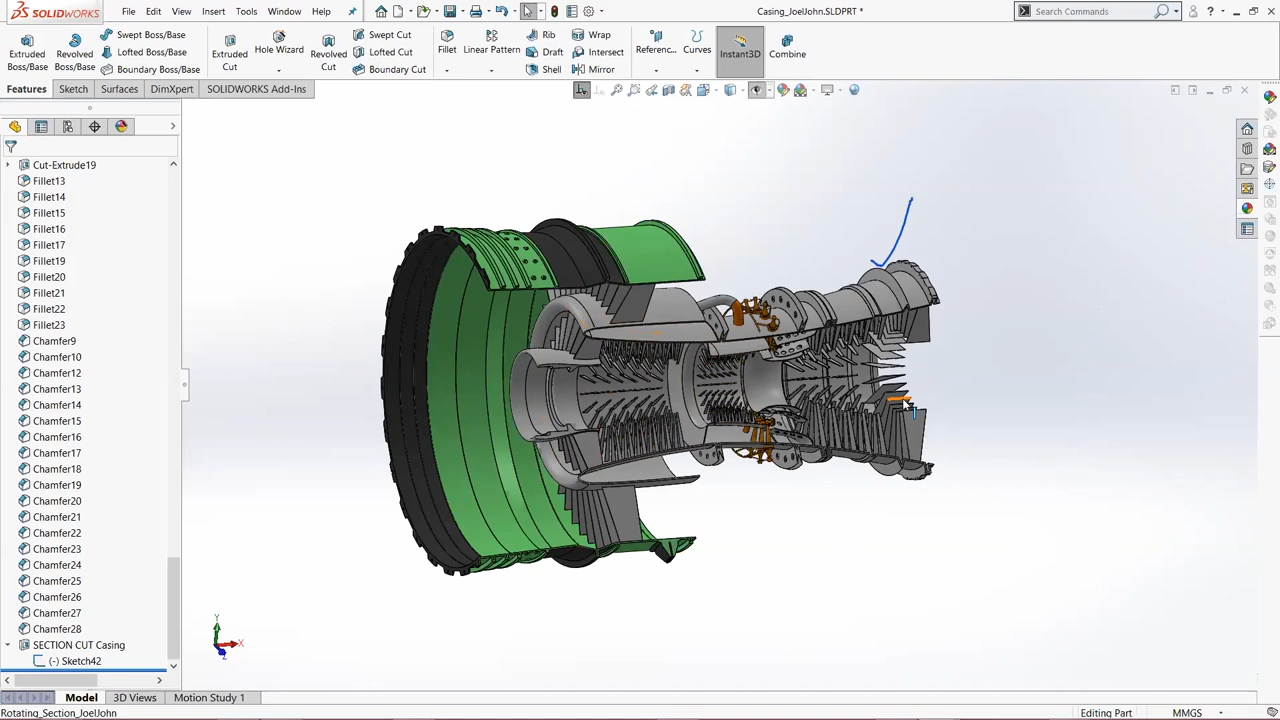 SOLIDWORKS File Edit View Insert Tools Window Help Casing_JoelJohn.SLDPRT * Search Commands
Extruded Boss/Base Revolved Boss/Base Swept Boss/Base Lofted Boss/Base Boundary Boss/Base Extruded Cut Hole Wizard Revolved Cut Swept Cut Lofted Cut Boundary Cut Fillet Linear Pattern Rib Draft Shell Wrap Intersect Mirror Referenc... Curves Instant3D Combine
Features Sketch Surfaces DimXpert SOLIDWORKS Add-Ins
Cut-Extrude19
Fillet13
Fillet14
Fillet15
Fillet16
Fillet17
Fillet19
Fillet20
Fillet21
Fillet22
Fillet23
Chamfer9
Chamfer10
Chamfer12
Chamfer13
Chamfer14
Chamfer15
Chamfer16
Chamfer17
Chamfer18
Chamfer19
Chamfer20
Chamfer21
Chamfer22
Chamfer23
Chamfer24
Chamfer25
Chamfer26
Chamfer27
Chamfer28
SECTION CUT Casing
(-) Sketch42
Y
X
Z
Model 3D Views Motion Study 1
Rotating_Section_JoelJohn Editing Part MMGS